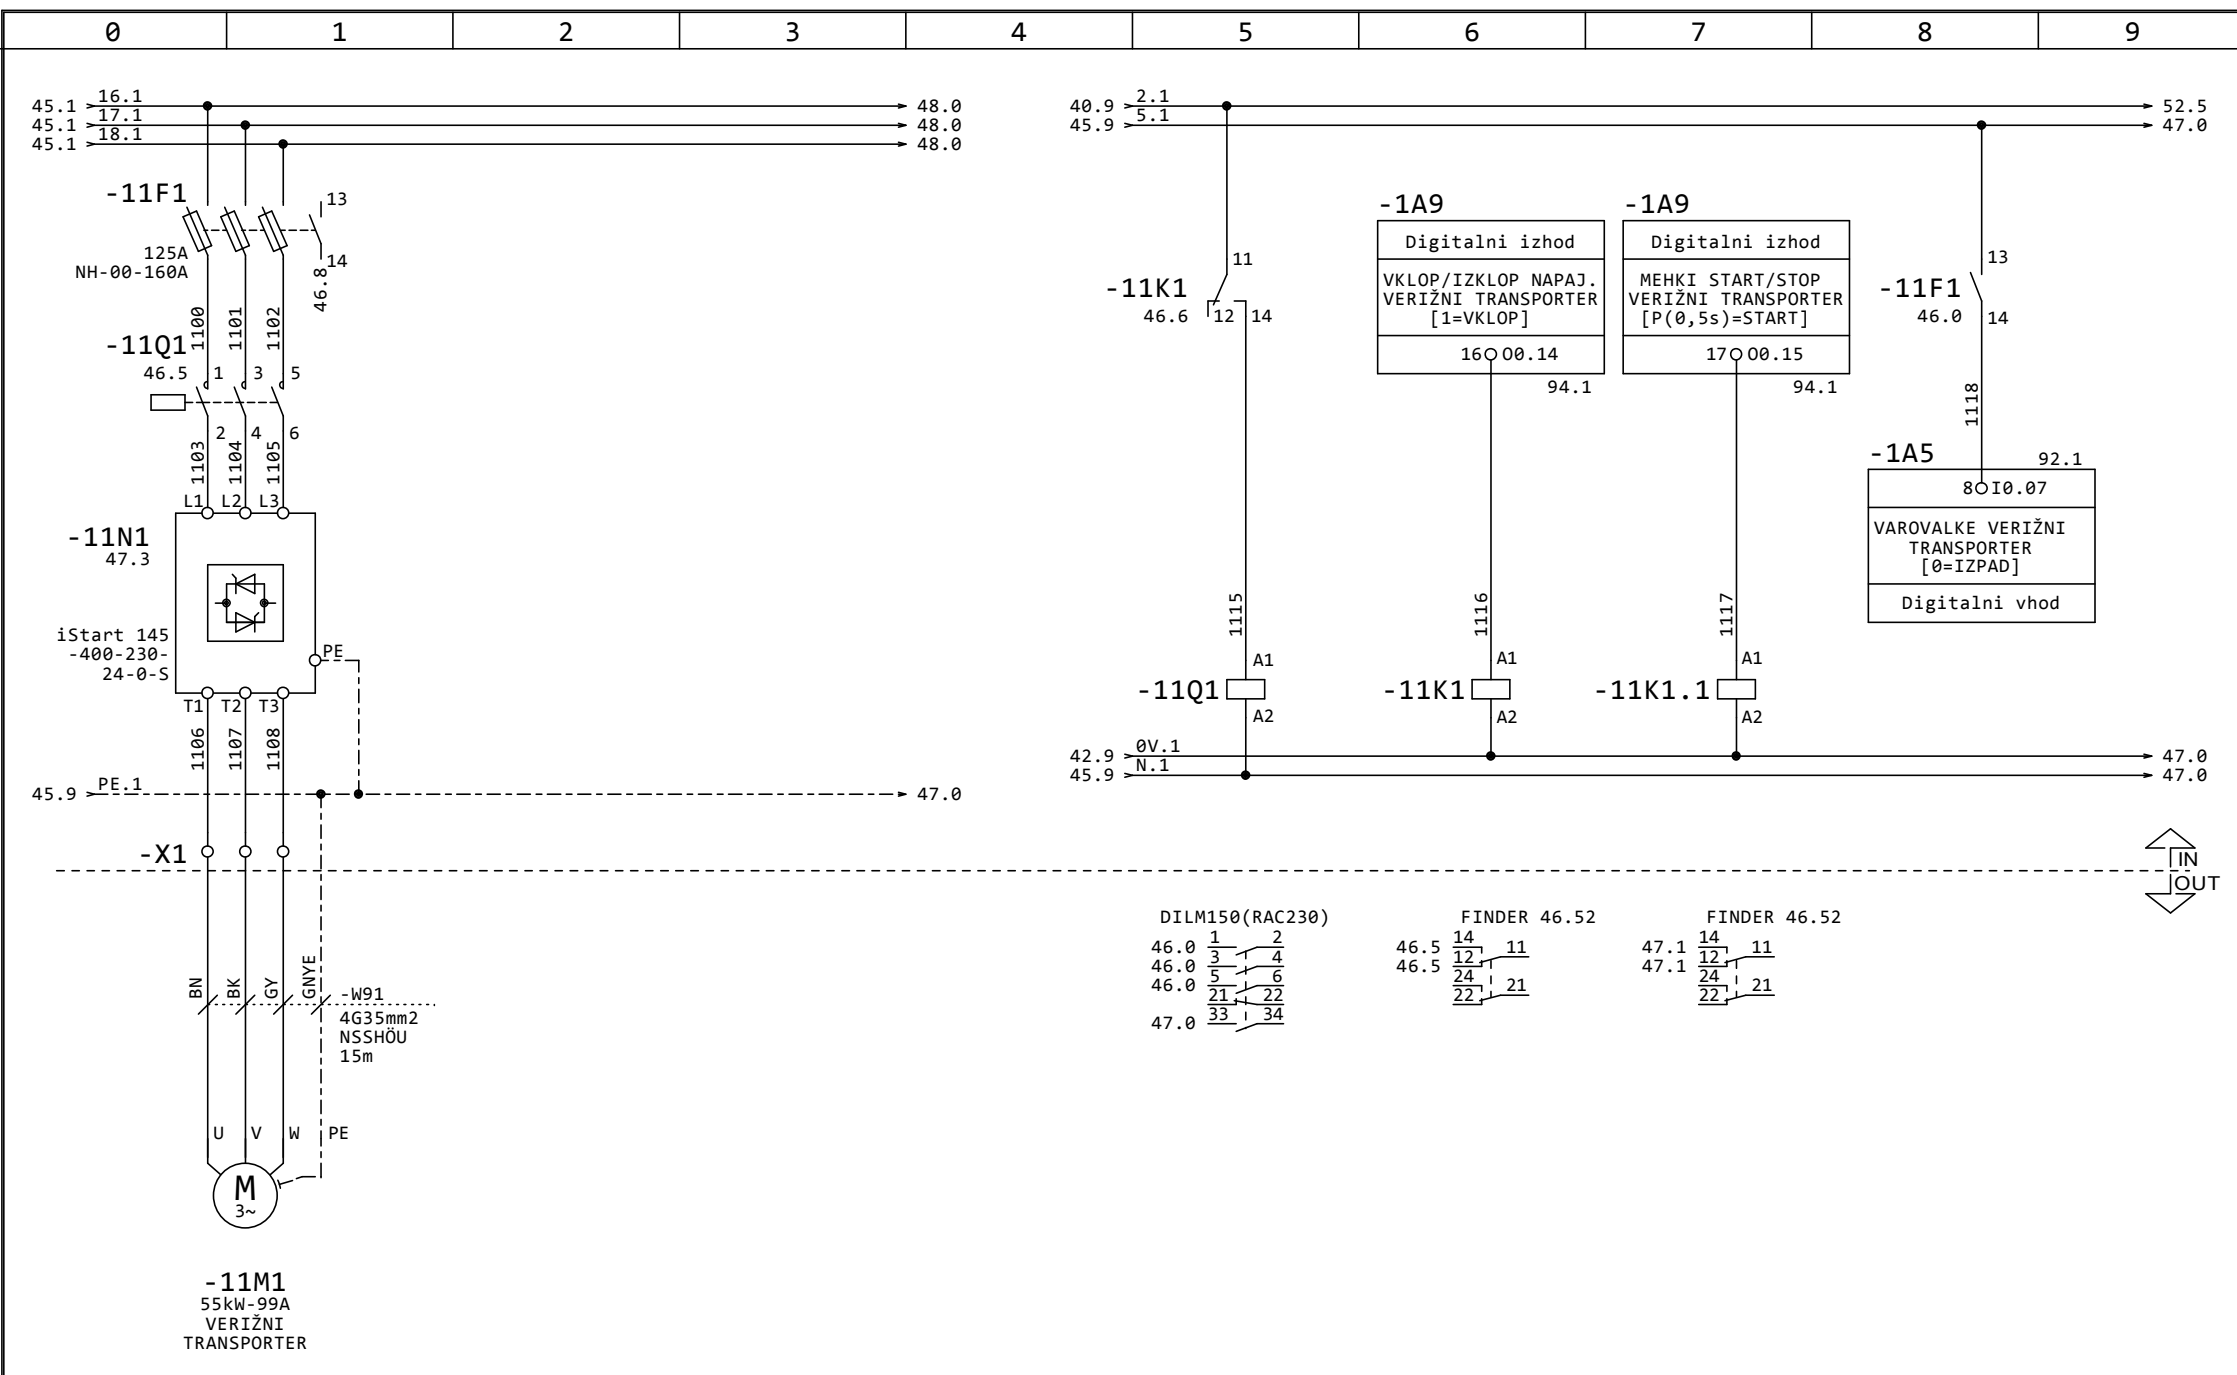 0 1 2 3 4 5 6 7 8 9
45.1 16.1 48.0
45.1 17.1 48.0
45.1 18.1 48.0
-11F1
125A
NH-00-160A
13
14
46.8
1100 1101 1102
-11Q1
46.5
1 3 5
2 4 6
1103 1104 1105
L1 L2 L3
-11N1
47.3
iStart 145
-400-230-
24-0-S
PE
T1 T2 T3
1106 1107 1108
45.9 PE.1 47.0
-X1
BN BK GY GNYE
-W91
4G35mm2
NSSHÖU
15m
U V W PE
M
3~
-11M1
55kW-99A
VERIŽNI
TRANSPORTER
40.9 2.1 52.5
45.9 5.1 47.0
-11K1
46.6
11
12 14
1115
-11Q1
A1
A2
-1A9
Digitalni izhod
VKLOP/IZKLOP NAPAJ.
VERIŽNI TRANSPORTER
[1=VKLOP]
16 O0.14
94.1
1116
-11K1
A1
A2
-1A9
Digitalni izhod
MEHKI START/STOP
VERIŽNI TRANSPORTER
[P(0,5s)=START]
17 O0.15
94.1
1117
-11K1.1
A1
A2
-11F1
46.0
13
14
1118
-1A5
92.1
8 I0.07
VAROVALKE VERIŽNI
TRANSPORTER
[0=IZPAD]
Digitalni vhod
42.9 0V.1 47.0
45.9 N.1 47.0
IN
OUT
DILM150(RAC230)
46.0 1 2
46.0 3 4
46.0 5 6
21 22
47.0 33 34
FINDER 46.52
46.5 14 11
46.5 12
24 21
22
FINDER 46.52
47.1 14 11
47.1 12
24 21
22